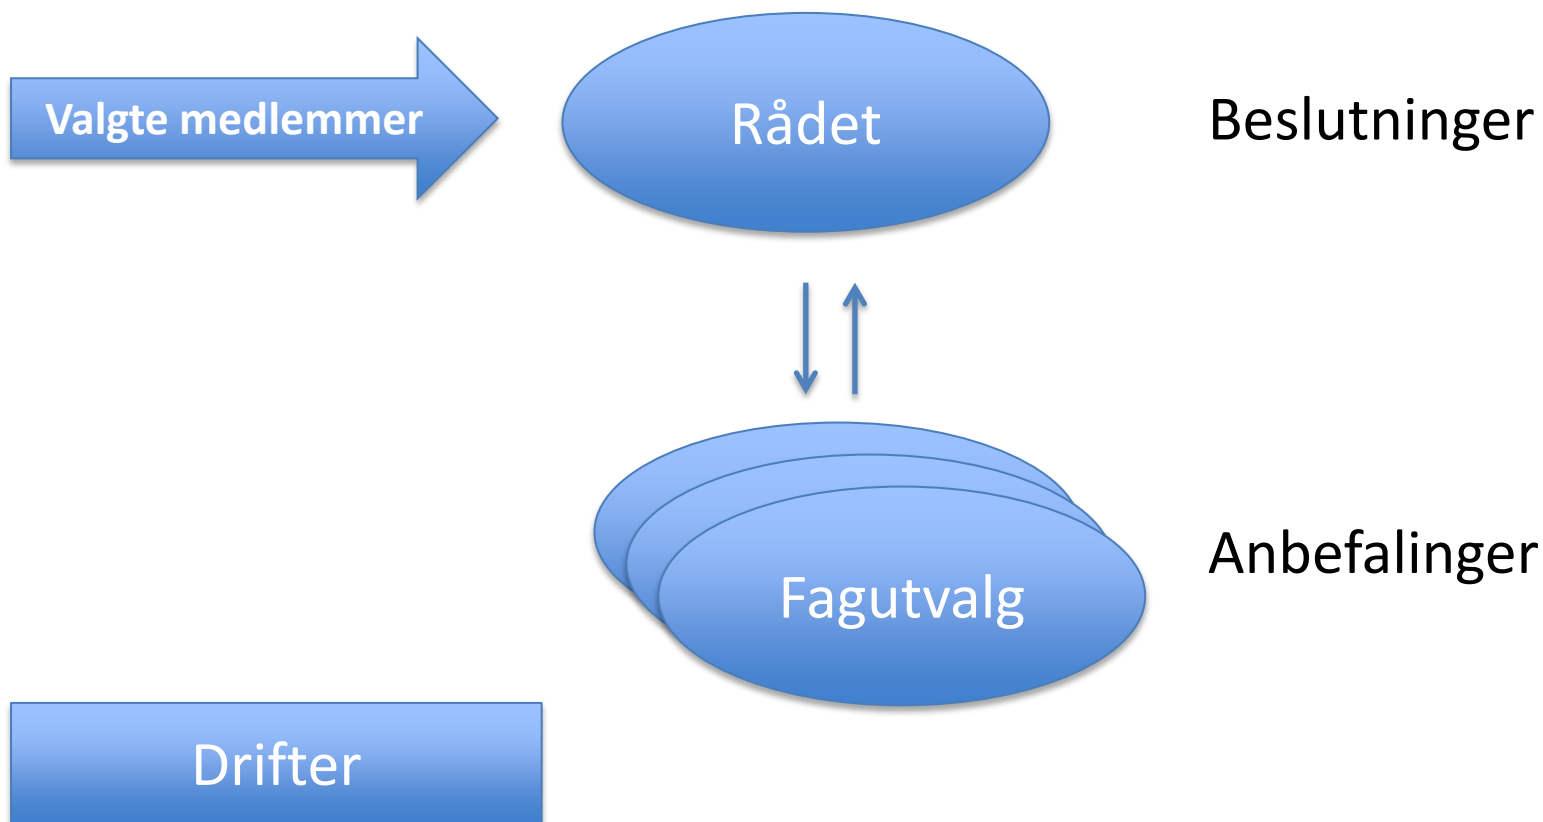 Valgte medlemmer
Rådet
Beslutninger
Anbefalinger
Fagutvalg
Drifter